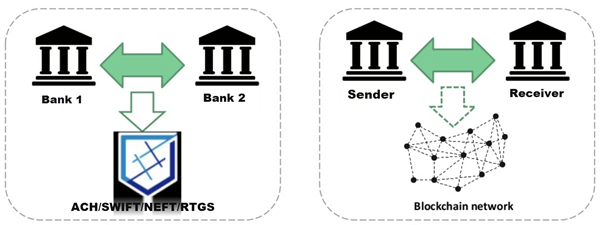 Bank 1
Bank 2
ACH/SWIFT/NEFT/RTGS
Sender
Receiver
Blockchain network